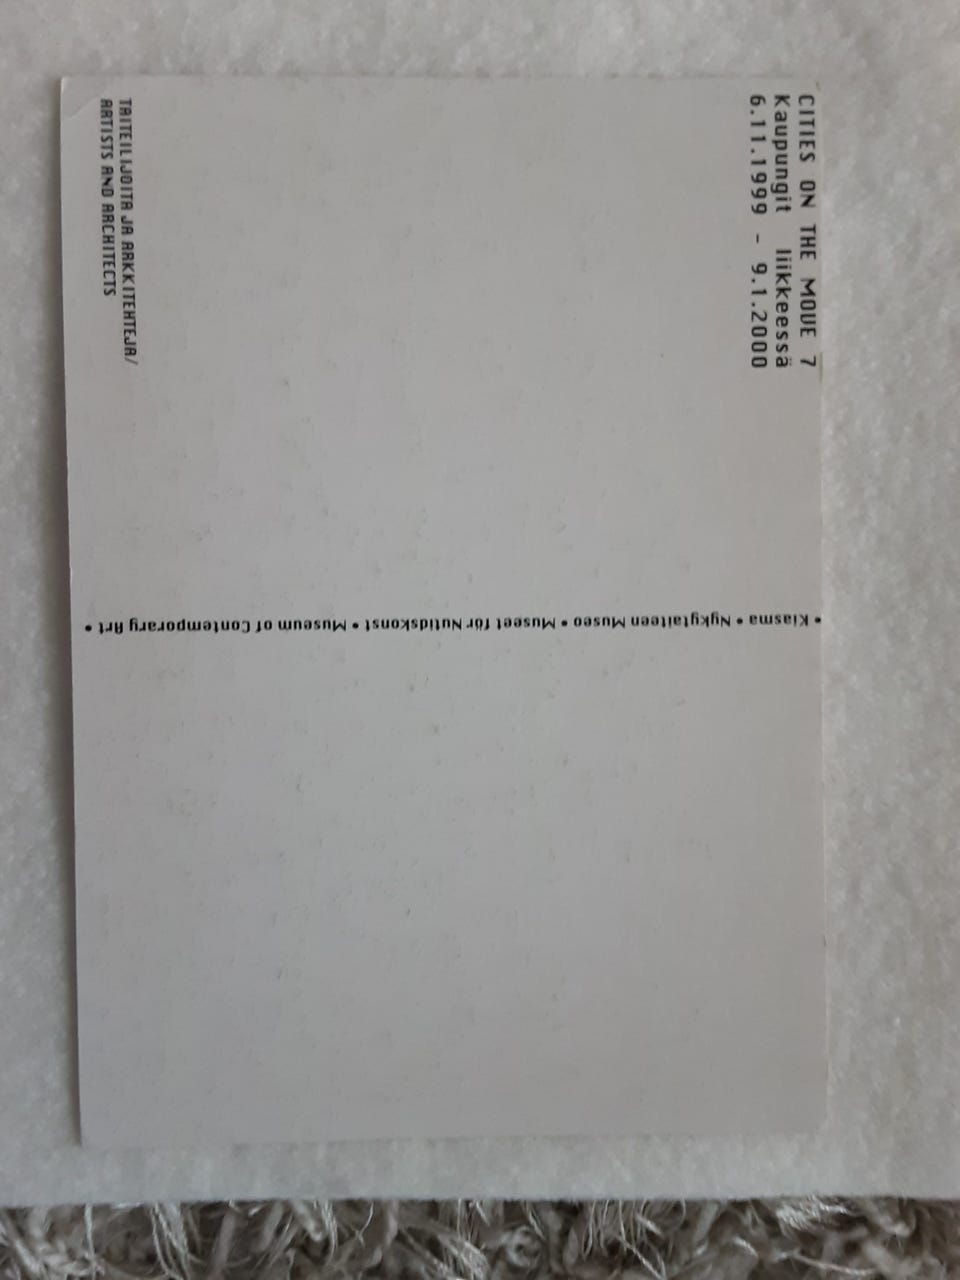 CITIES ON THE MOVE 7
Kaupungit liikkeessä
6.11.1999 - 9.1.2000
• Kiasma • Nykytaiteen Museo • Museet för Nutidskonst • Museum of Contemporary Art •
TAITEILIJOITA JA ARKKITEHTEJA/
ARTISTS AND ARCHITECTS